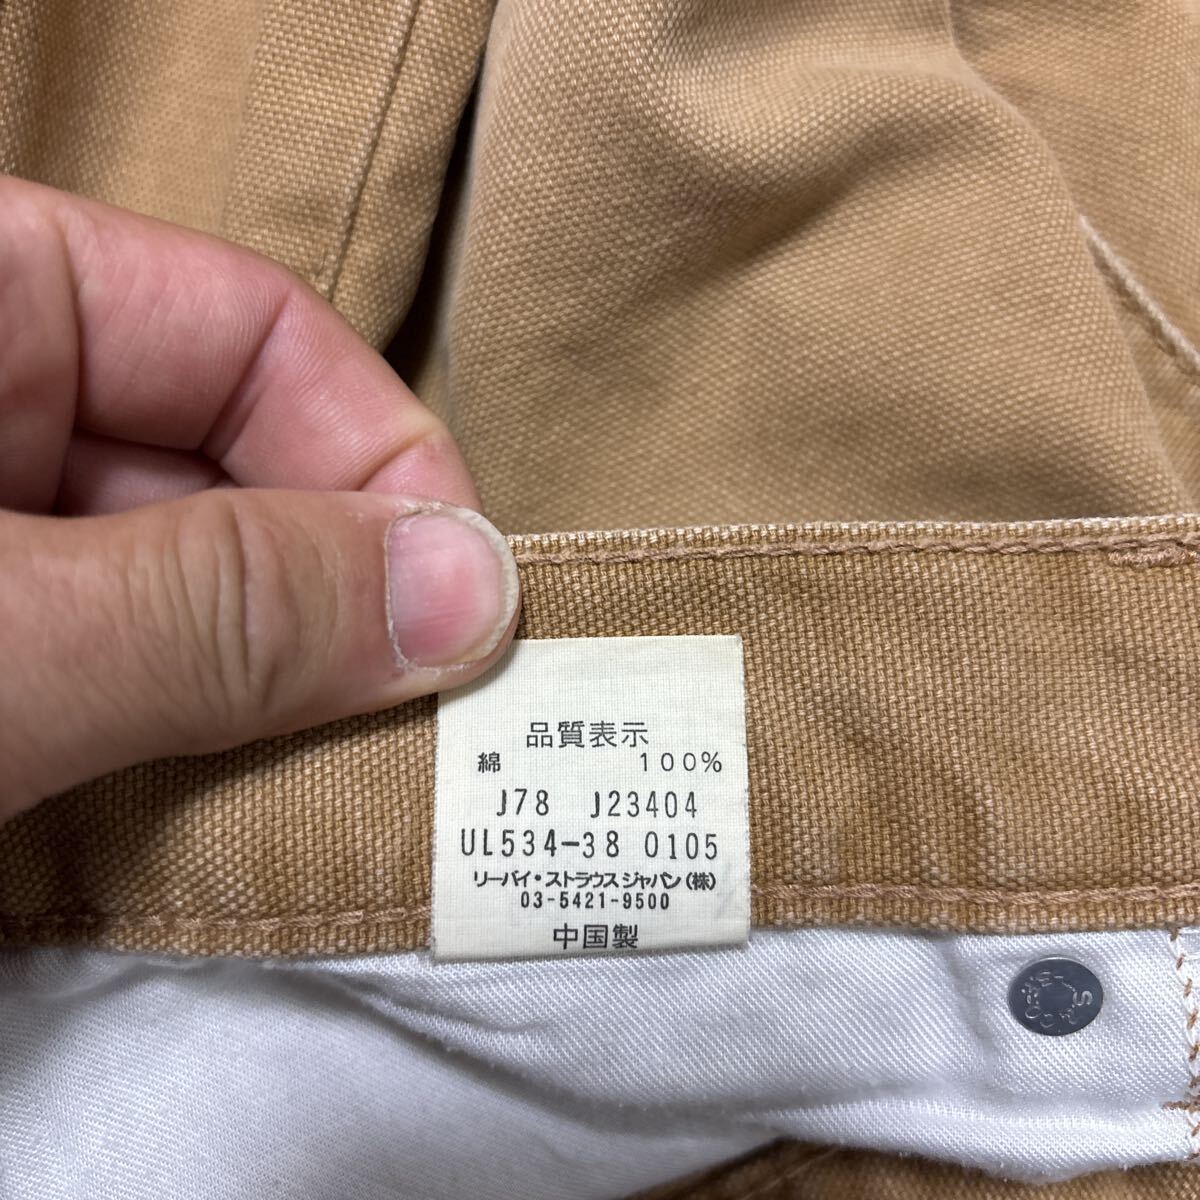 品質表示
綿 100%
J78 J23404
UL534-38 0105
リーバイ・ストラウスジャパン(株)
03-5421-9500
中国製